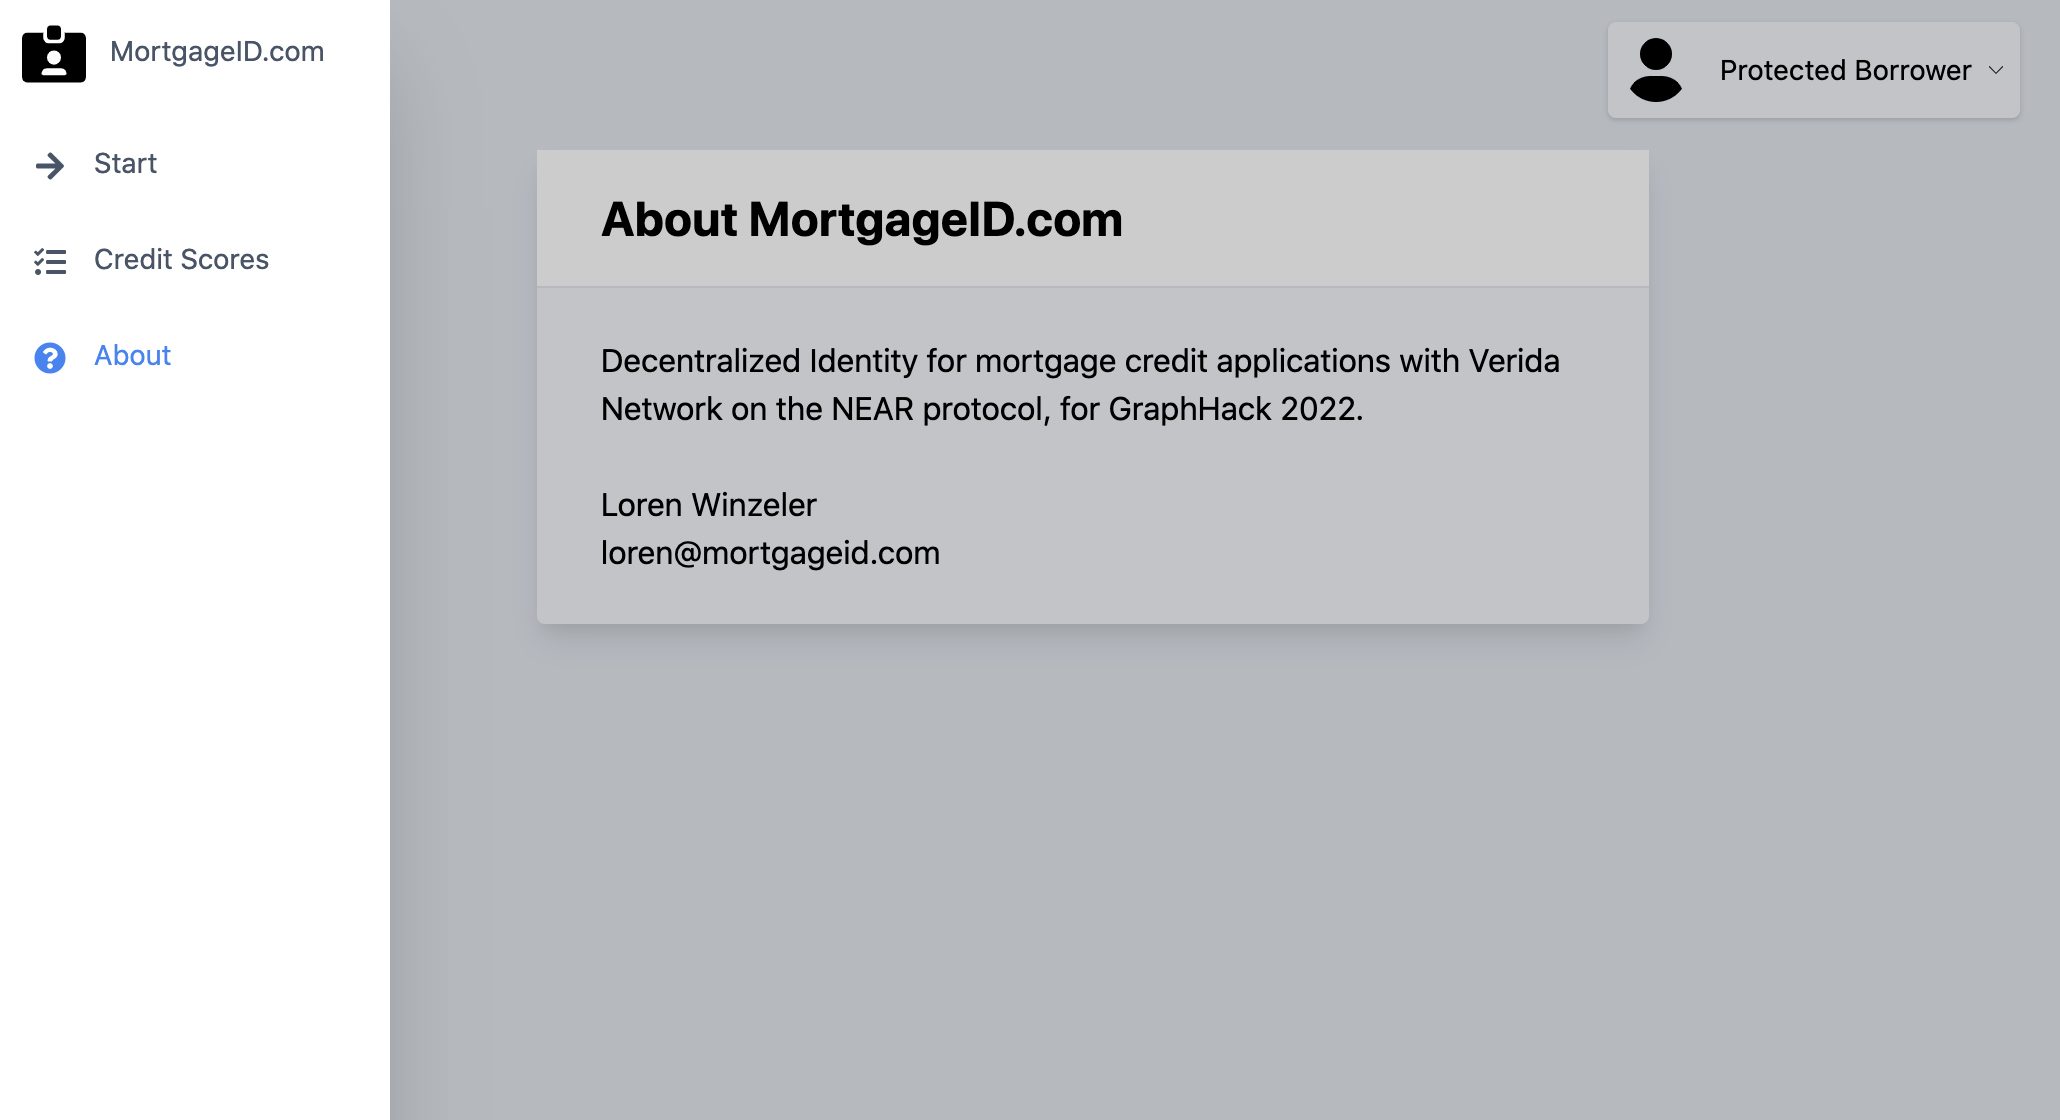 MortgageID.com
Start
Credit Scores
About
Protected Borrower
About MortgageID.com
Decentralized Identity for mortgage credit applications with Verida
Network on the NEAR protocol, for GraphHack 2022.
Loren Winzeler
loren@mortgageid.com